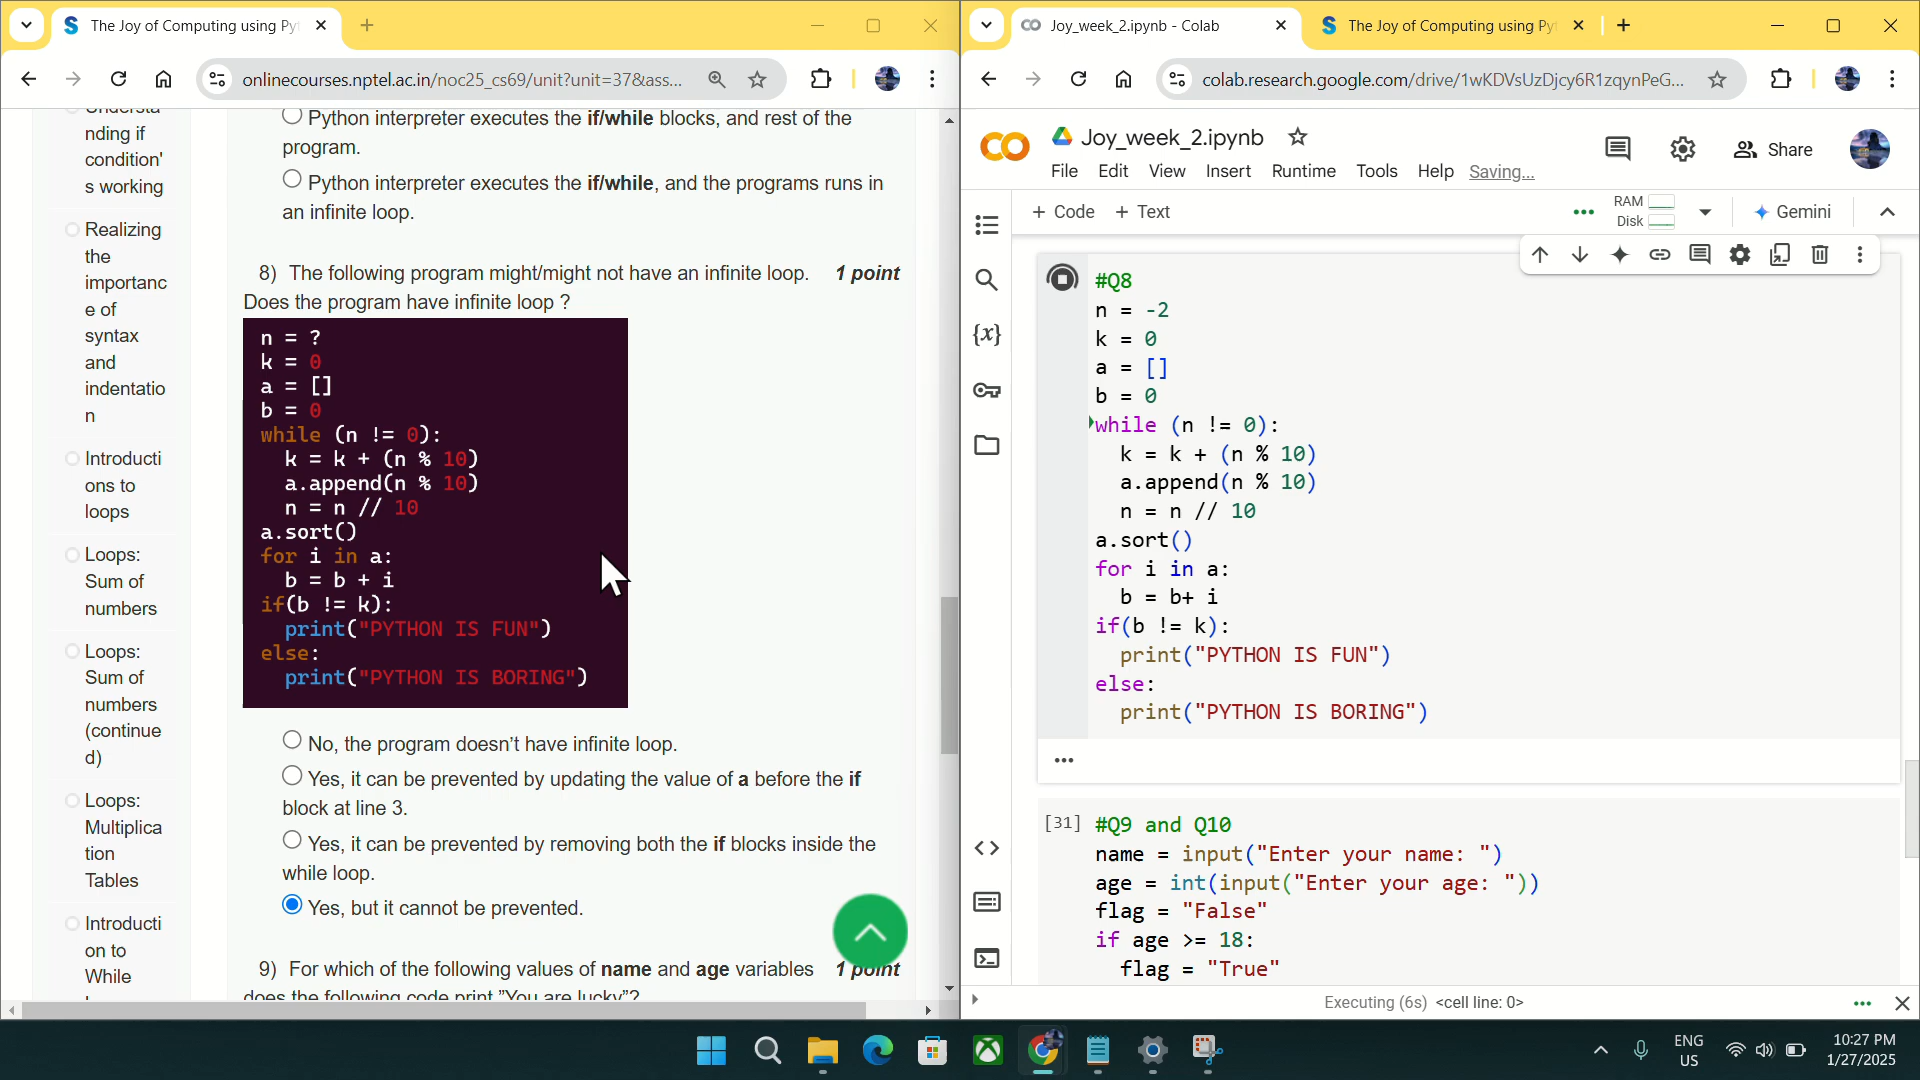 The Joy of Computing using Pyt
onlinecourses.nptel.ac.in/noc25_cs69/unit?unit=37&ass...
nding if
condition'
s working
Realizing
the
importanc
e of
syntax
and
indentatio
n
Introducti
ons to
loops
Loops:
Sum of
numbers
Loops:
Sum of
numbers
(continue
d)
Loops:
Multiplica
tion
Tables
Introducti
on to
While
Python interpreter executes the if/while blocks, and rest of the
program.
Python interpreter executes the if/while, and the programs runs in
an infinite loop.
8) The following program might/might not have an infinite loop. 1 point
Does the program have infinite loop ?
n = ?
k = 0
a = []
b = 0
while (n != 0):
k = k + (n % 10)
a.append(n % 10)
n = n // 10
a.sort()
for i in a:
b = b + i
if(b != k):
print("PYTHON IS FUN")
else:
print("PYTHON IS BORING")
No, the program doesn't have infinite loop.
Yes, it can be prevented by updating the value of a before the if
block at line 3.
Yes, it can be prevented by removing both the if blocks inside the
while loop.
Yes, but it cannot be prevented.
9) For which of the following values of name and age variables 1 point
does the following code print "You are lucky"?
Joy_week_2.ipynb - Colab
The Joy of Computing using Pyt
colab.research.google.com/drive/1wKDVsUzDjcy6R1zqynPeG...
Joy_week_2.ipynb
File Edit View Insert Runtime Tools Help Saving...
Share
+ Code + Text
RAM
Disk
Gemini
#Q8
n = -2
k = 0
a = []
b = 0
while (n != 0):
k = k + (n % 10)
a.append(n % 10)
n = n // 10
a.sort()
for i in a:
b = b+ i
if(b != k):
print("PYTHON IS FUN")
else:
print("PYTHON IS BORING")
[31] #Q9 and Q10
name = input("Enter your name: ")
age = int(input("Enter your age: "))
flag = "False"
if age >= 18:
flag = "True"
Executing (6s) <cell line: 0>
ENG
US
10:27 PM
1/27/2025